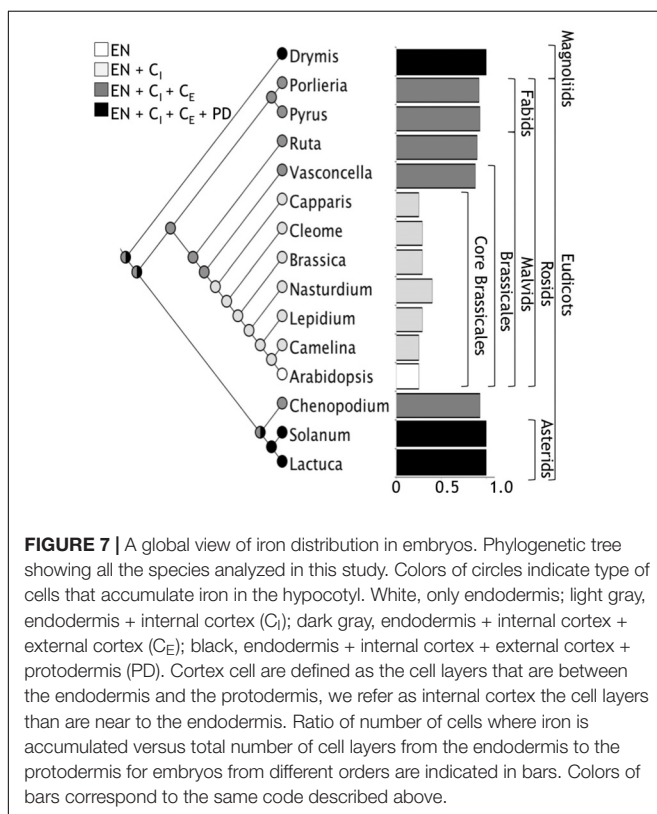 EN
EN + CI
EN + CI + CE
EN + CI + CE + PD
Drymis
Porlieria
Pyrus
Ruta
Vasconcella
Capparis
Cleome
Brassica
Nasturdium
Lepidium
Camelina
Arabidopsis
Chenopodium
Solanum
Lactuca
0 0.5 1.0
Core Brassicales
Brassicales
Malvids
Fabids
Rosids
Asterids
Eudicots
Magnoliids
FIGURE 7 | A global view of iron distribution in embryos. Phylogenetic tree
showing all the species analyzed in this study. Colors of circles indicate type of
cells that accumulate iron in the hypocotyl. White, only endodermis; light gray,
endodermis + internal cortex (CI); dark gray, endodermis + internal cortex +
external cortex (CE); black, endodermis + internal cortex + external cortex +
protodermis (PD). Cortex cell are defined as the cell layers that are between
the endodermis and the protodermis, we refer as internal cortex the cell layers
than are near to the endodermis. Ratio of number of cells where iron is
accumulated versus total number of cell layers from the endodermis to the
protodermis for embryos from different orders are indicated in bars. Colors of
bars correspond to the same code described above.